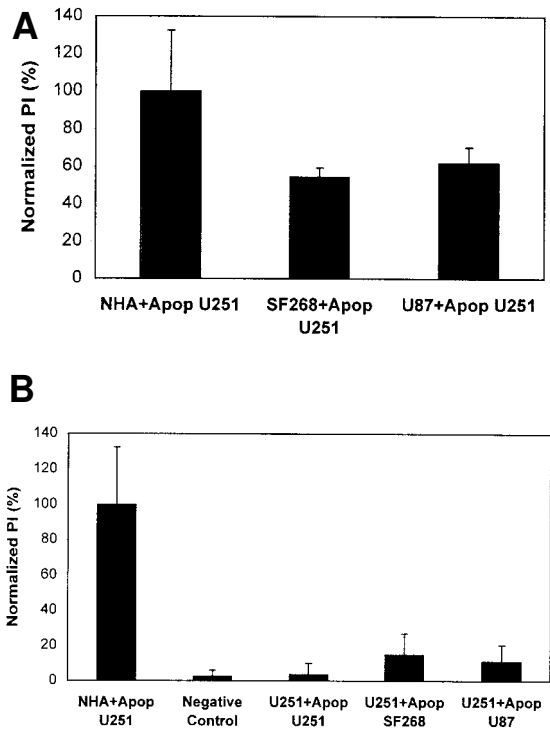 A
140
120
100
80
60
40
20
0
Normalized PI (%)
NHA+Apop U251
SF268+Apop
U251
U87+Apop U251
B
140
120
100
80
60
40
20
0
Normalized PI (%)
NHA+Apop
U251
Negative
Control
U251+Apop
U251
U251+Apop
SF268
U251+Apop
U87